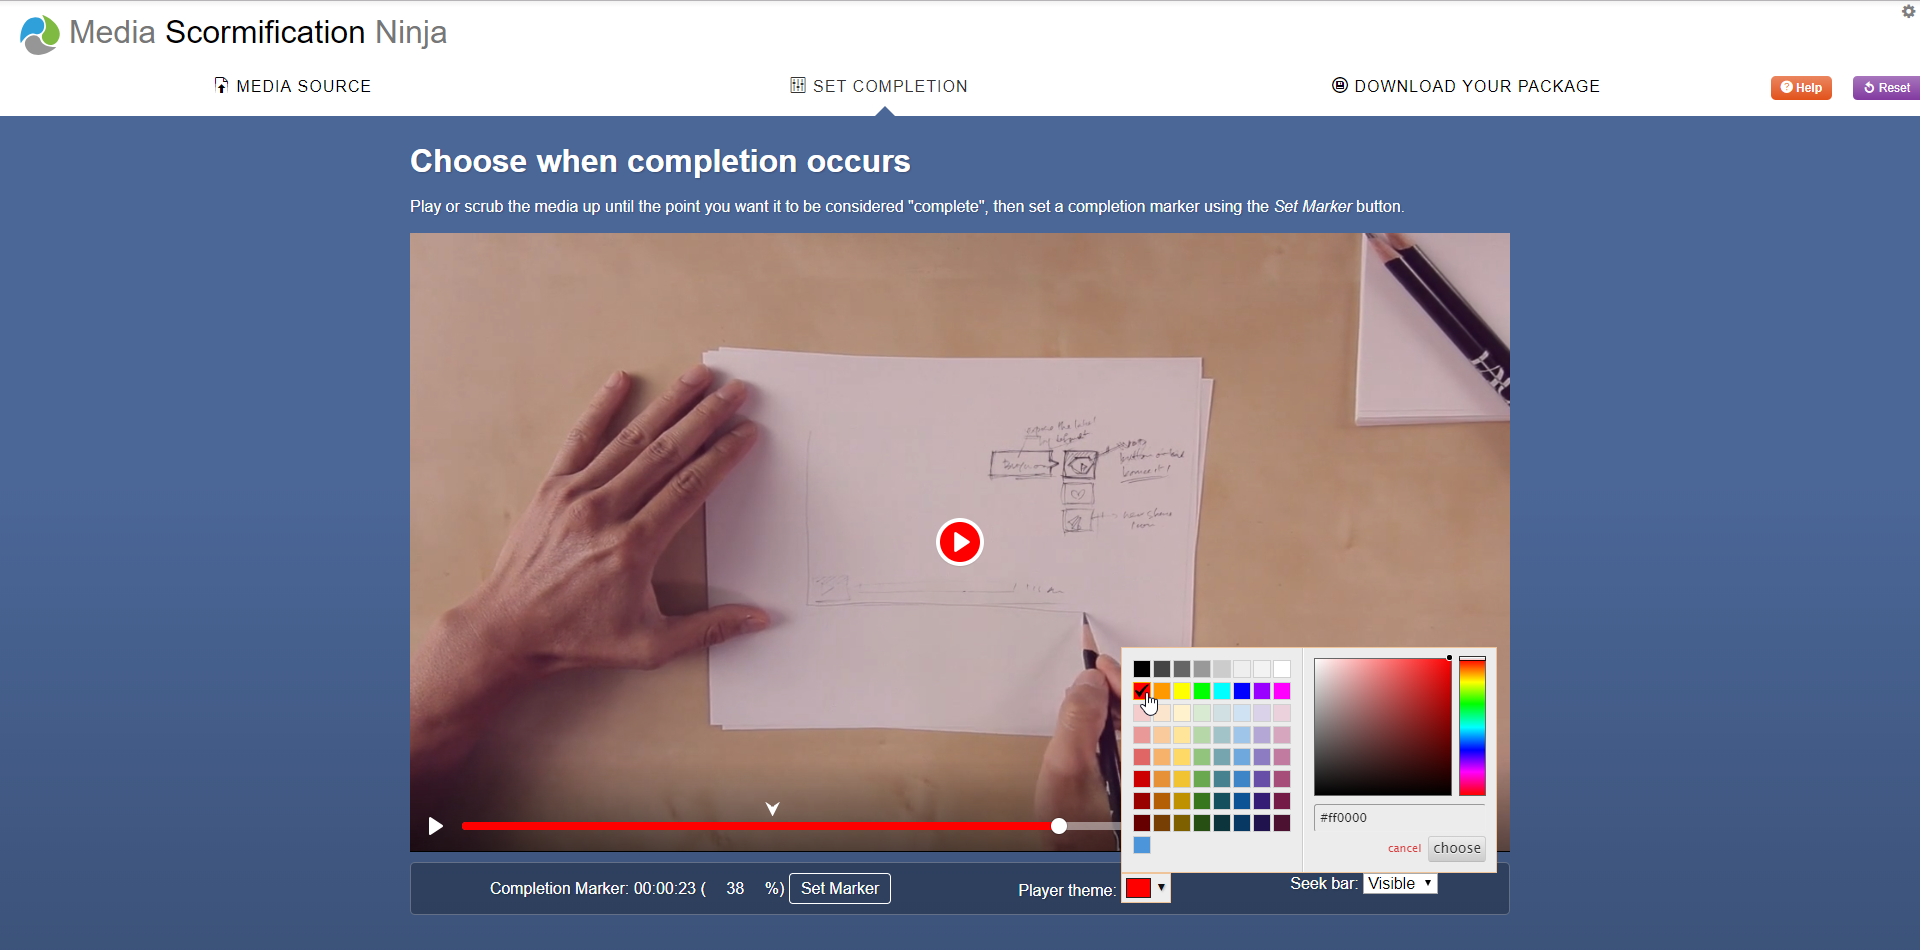 Media Scormification Ninja
MEDIA SOURCE
SET COMPLETION
DOWNLOAD YOUR PACKAGE
Help
Reset
Choose when completion occurs
Play or scrub the media up until the point you want it to be considered "complete", then set a completion marker using the Set Marker button.
#ff0000
cancel
choose
Completion Marker: 00:00:23 ( 38 %)
Set Marker
Player theme:
Seek bar:
Visible